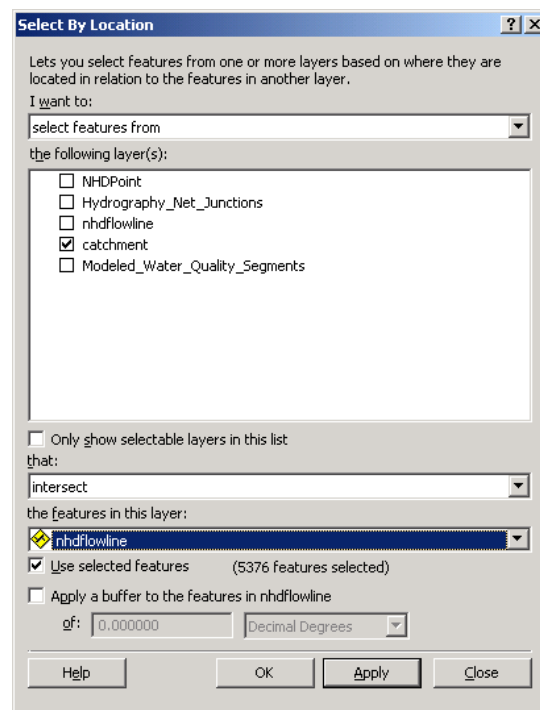 Select By Location
Lets you select features from one or more layers based on where they are
located in relation to the features in another layer.
I want to:
select features from
the following layer(s):
NHDPoint
Hydrography_Net_Junctions
nhdflowline
catchment
Modeled_Water_Quality_Segments
Only show selectable layers in this list
that:
intersect
the features in this layer:
nhdflowline
Use selected features (5376 features selected)
Apply a buffer to the features in nhdflowline
of: 0.000000 Decimal Degrees
Help OK Apply Close